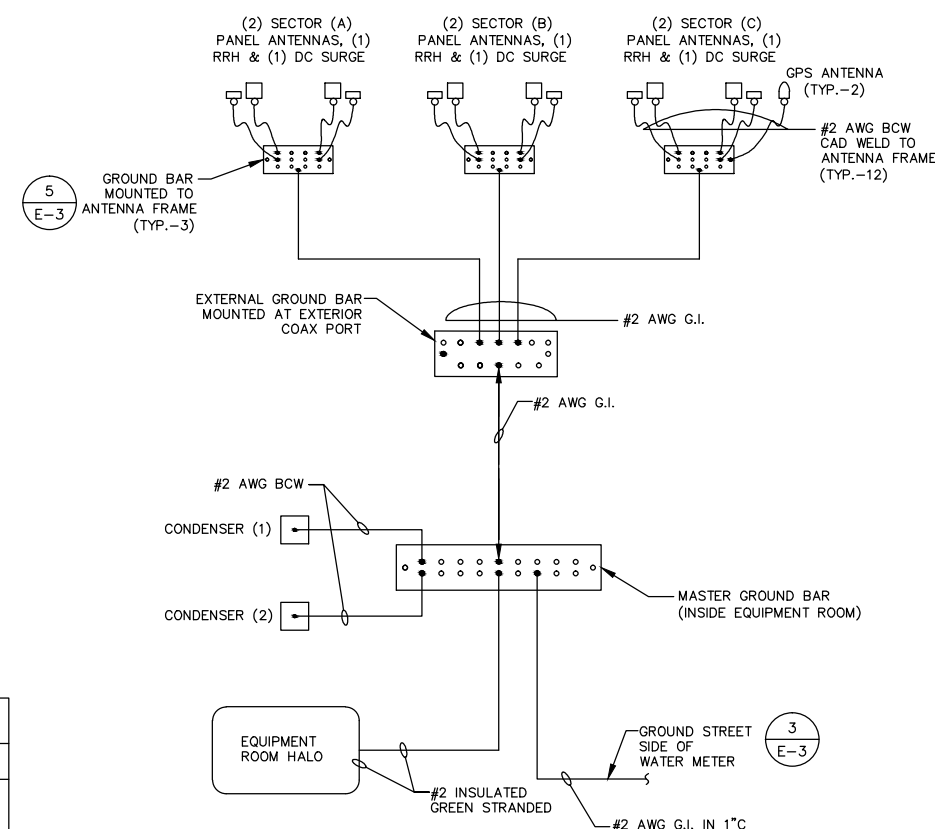 (2) SECTOR (A)
PANEL ANTENNAS, (1)
RRH & (1) DC SURGE
(2) SECTOR (B)
PANEL ANTENNAS, (1)
RRH & (1) DC SURGE
(2) SECTOR (C)
PANEL ANTENNAS, (1)
RRH & (1) DC SURGE
GPS ANTENNA
(TYP.-2)
#2 AWG BCW
CAD WELD TO
ANTENNA FRAME
(TYP.-12)
5
E-3
GROUND BAR
MOUNTED TO
ANTENNA FRAME
(TYP.-3)
EXTERNAL GROUND BAR
MOUNTED AT EXTERIOR
COAX PORT
#2 AWG G.I.
#2 AWG G.I.
#2 AWG BCW
CONDENSER (1)
CONDENSER (2)
MASTER GROUND BAR
(INSIDE EQUIPMENT ROOM)
EQUIPMENT
ROOM HALO
#2 INSULATED
GREEN STRANDED
GROUND STREET
SIDE OF
WATER METER
3
E-3
#2 AWG G.I. IN 1"C